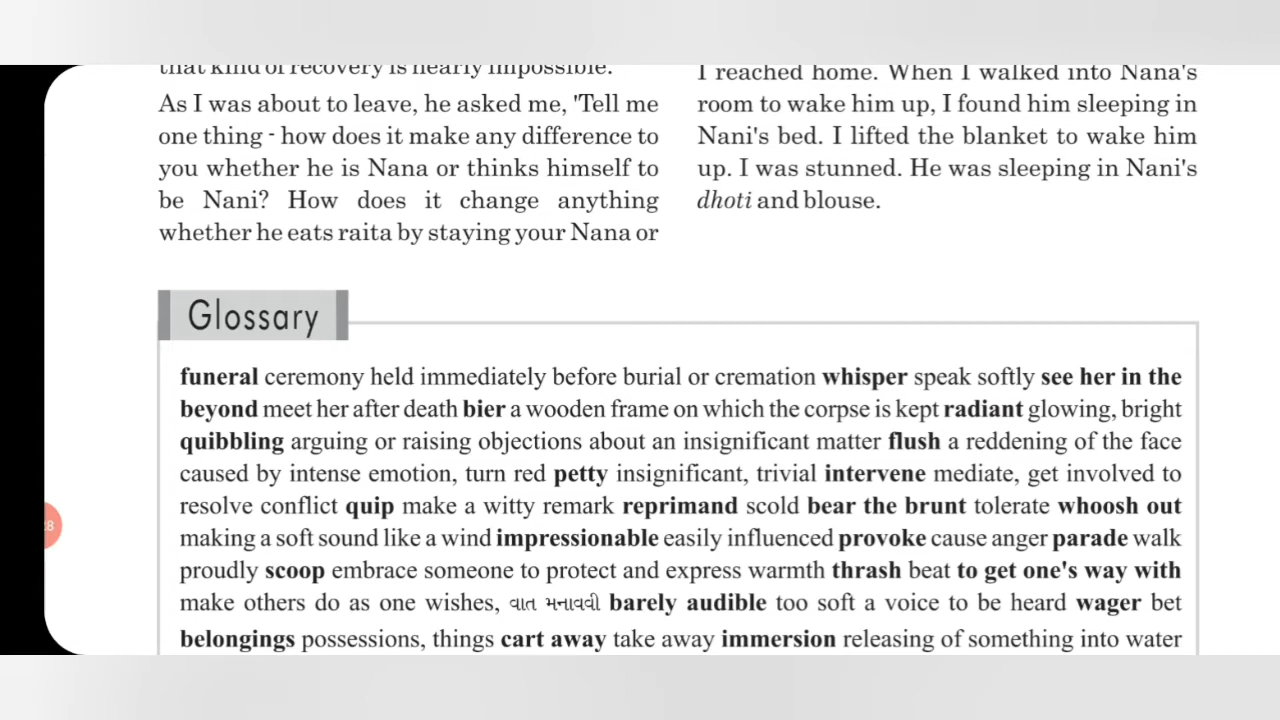 that kind of recovery is nearly impossible.
As I was about to leave, he asked me, 'Tell me
one thing - how does it make any difference to
you whether he is Nana or thinks himself to
be Nani? How does it change anything
whether he eats raita by staying your Nana or
I reached home. When I walked into Nana's
room to wake him up, I found him sleeping in
Nani's bed. I lifted the blanket to wake him
up. I was stunned. He was sleeping in Nani's
dhoti and blouse.
Glossary
funeral ceremony held immediately before burial or cremation whisper speak softly see her in the
beyond meet her after death bier a wooden frame on which the corpse is kept radiant glowing, bright
quibbling arguing or raising objections about an insignificant matter flush a reddening of the face
caused by intense emotion, turn red petty insignificant, trivial intervene mediate, get involved to
resolve conflict quip make a witty remark reprimand scold bear the brunt tolerate whoosh out
making a soft sound like a wind impressionable easily influenced provoke cause anger parade walk
proudly scoop embrace someone to protect and express warmth thrash beat to get one's way with
make others do as one wishes, વાત મનાવવી barely audible too soft a voice to be heard wager bet
belongings possessions, things cart away take away immersion releasing of something into water
28